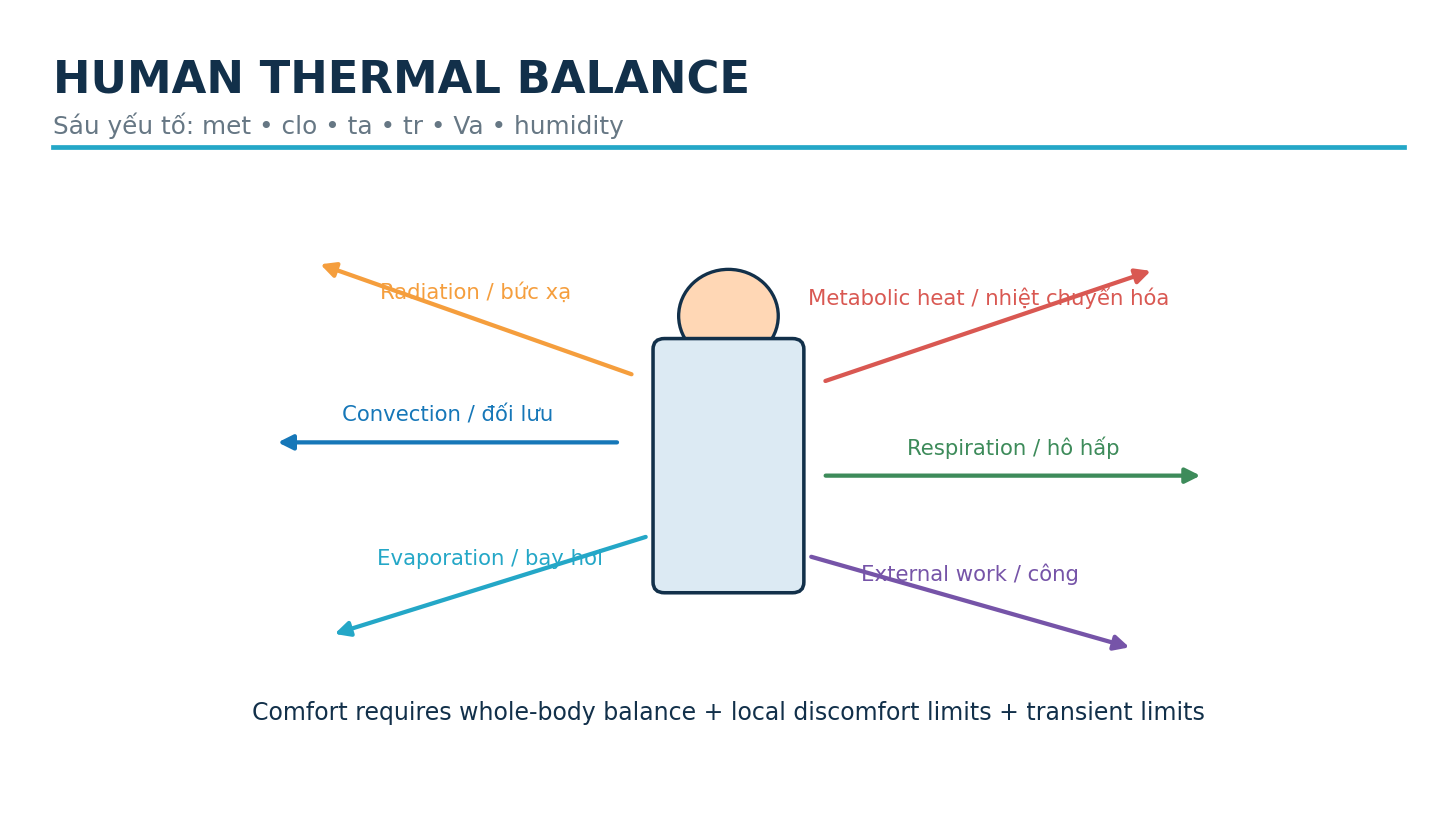 HUMAN THERMAL BALANCE
Sáu yếu tố: met • clo • ta • tr • Va • humidity
Radiation / bức xạ
Metabolic heat / nhiệt chuyển hóa
Convection / đối lưu
Respiration / hô hấp
Evaporation / bay hơi
External work / công
Comfort requires whole-body balance + local discomfort limits + transient limits